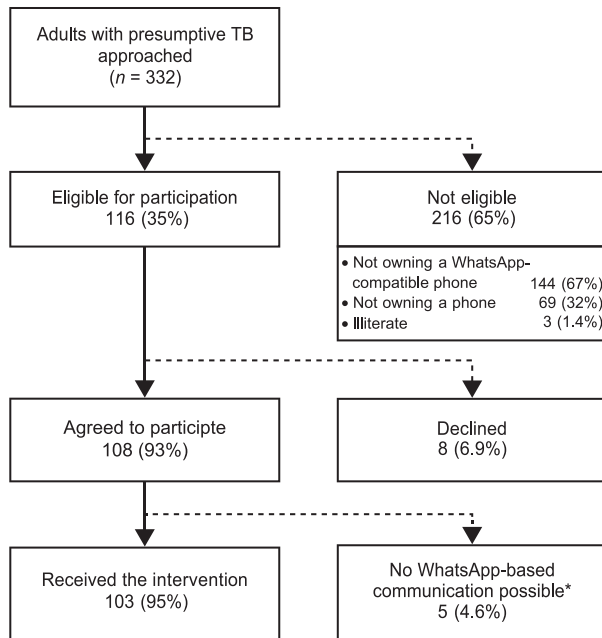 Adults with presumptive TB
approached
(n = 332)
Eligible for participation
116 (35%)
Not eligible
216 (65%)
• Not owning a WhatsApp-
compatible phone 144 (67%)
• Not owning a phone 69 (32%)
• Illiterate 3 (1.4%)
Agreed to participte
108 (93%)
Declined
8 (6.9%)
Received the intervention
103 (95%)
No WhatsApp-based
communication possible*
5 (4.6%)